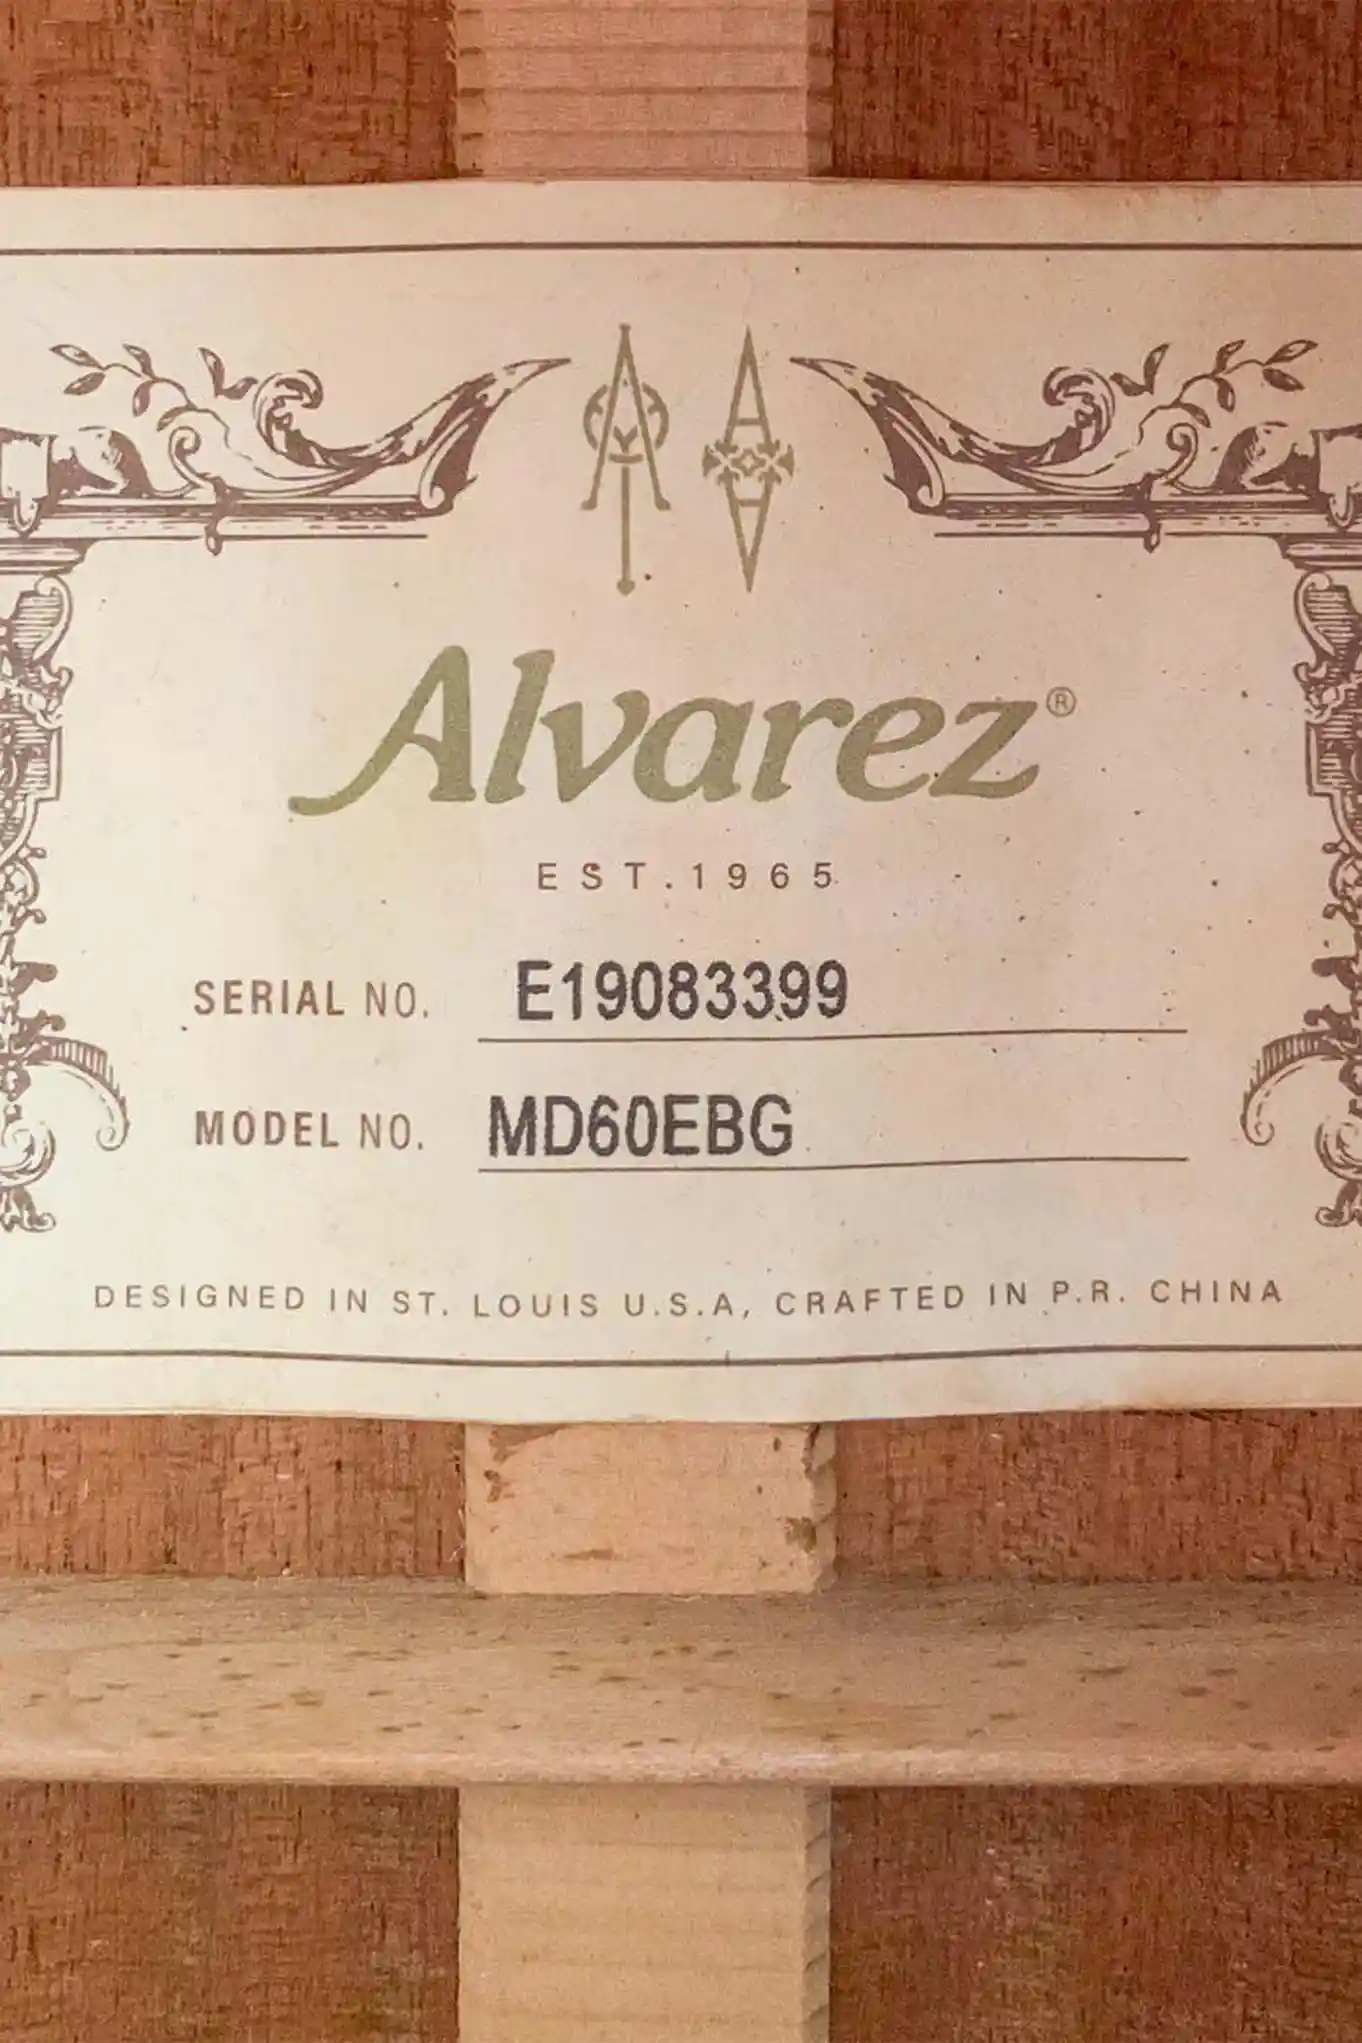 Alvarez®
EST.1965
SERIAL NO. E19083399
MODEL NO. MD60EBG
DESIGNED IN ST. LOUIS U.S.A, CRAFTED IN P.R. CHINA